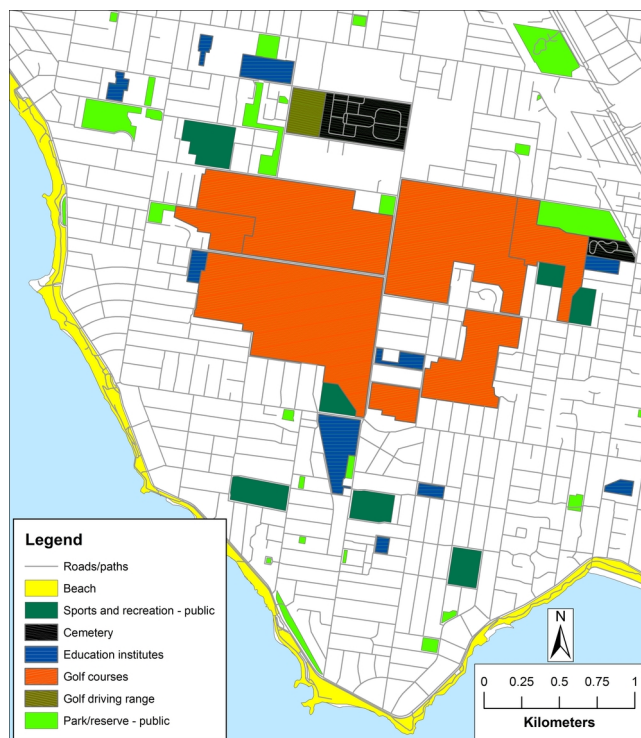 Legend
Roads/paths
Beach
Sports and recreation - public
Cemetery
Education institutes
Golf courses
Golf driving range
Park/reserve - public
N
0 0.25 0.5 0.75 1
Kilometers